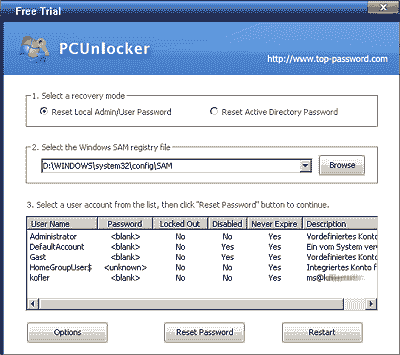 Free Trial
PCUnlocker
http://www.top-password.com
1. Select a recovery mode
Reset Local Admin/User Password Reset Active Directory Password
2. Select the Windows SAM registry file
D:\WINDOWS\system32\config\SAM Browse
3. Select a user account from the list, then click "Reset Password" button to continue.
User Name Password Locked Out Disabled Never Expire Description
Administrator <blank> No No Yes Vordefiniertes Konto
DefaultAccount <blank> No Yes Yes Ein vom System ver
Gast <blank> No Yes Yes Vordefiniertes Konto
HomeGroupUser$ <unknown> No No Yes Integriertes Konto f
kofler <blank> No No Yes ms@k
Options Reset Password Restart